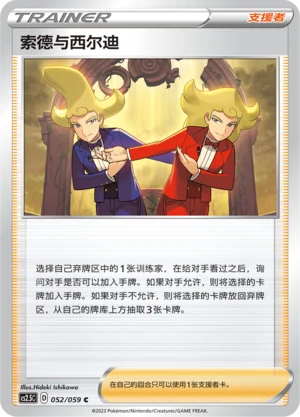 TRAINER
支援者
索德与西尔迪
选择自己弃牌区中的1张训练家，在给对手看过之后，询
问对手是否可以加入手牌。如果对手允许，则将选择的卡
牌加入手牌。如果对手不允许，则将选择的卡牌放回弃牌
区，从自己的牌库上方抽取3张卡牌。
Illus.Hideki Ishikawa
CS2.5C D 052/059 C
在自己的回合只可以使用1张支援者卡。
©2023 Pokémon/Nintendo/Creatures/GAME FREAK.